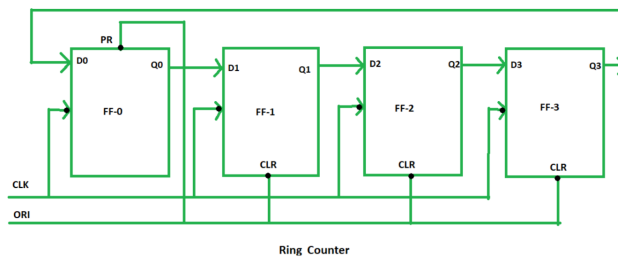 PR
D0
Q0
D1
Q1
D2
Q2
D3
Q3
FF-0
FF-1
FF-2
FF-3
CLR
CLR
CLR
CLK
ORI
Ring Counter